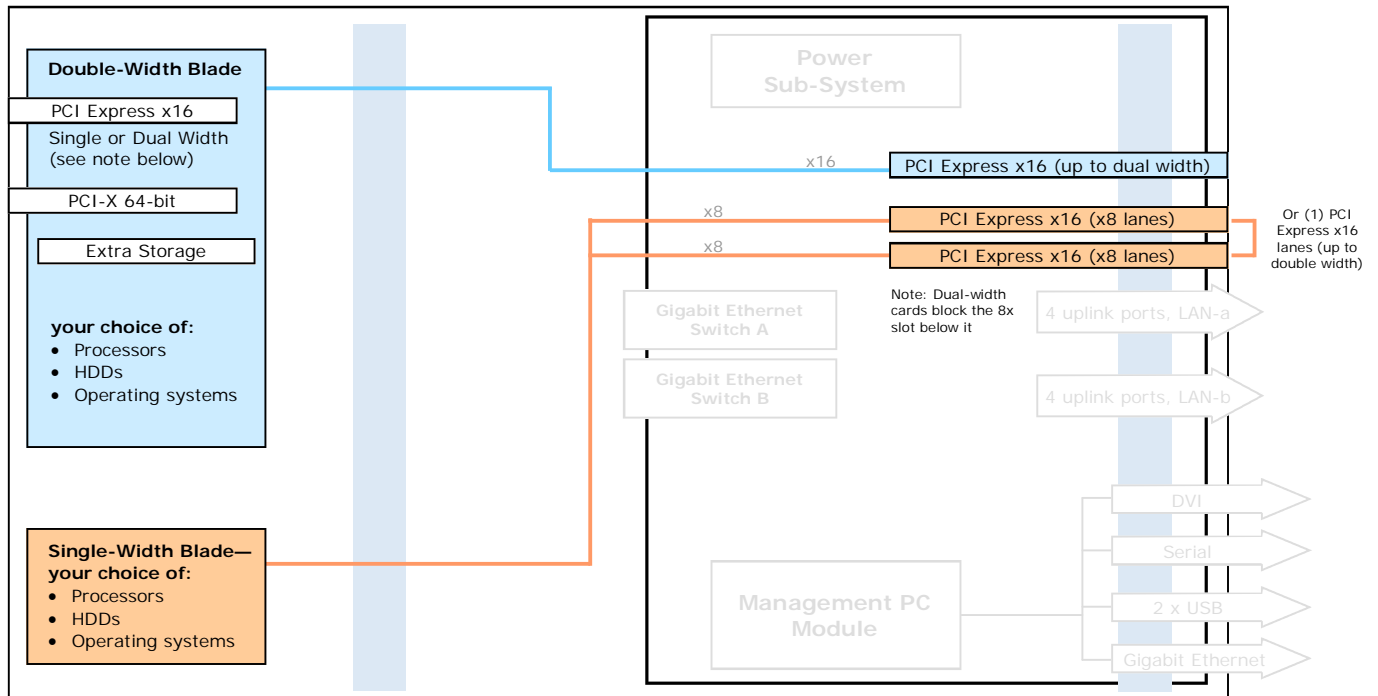 Double-Width Blade
PCI Express x16
Single or Dual Width
(see note below)
PCI-X 64-bit
Extra Storage
your choice of:
• Processors
• HDDs
• Operating systems
Single-Width Blade—
your choice of:
• Processors
• HDDs
• Operating systems
Power
Sub-System
x16
PCI Express x16 (up to dual width)
x8
PCI Express x16 (x8 lanes)
x8
PCI Express x16 (x8 lanes)
Or (1) PCI
Express x16
lanes (up to
double width)
Note: Dual-width
cards block the 8x
slot below it
Gigabit Ethernet
Switch A
4 uplink ports, LAN-a
Gigabit Ethernet
Switch B
4 uplink ports, LAN-b
Management PC
Module
DVI
Serial
2 x USB
Gigabit Ethernet